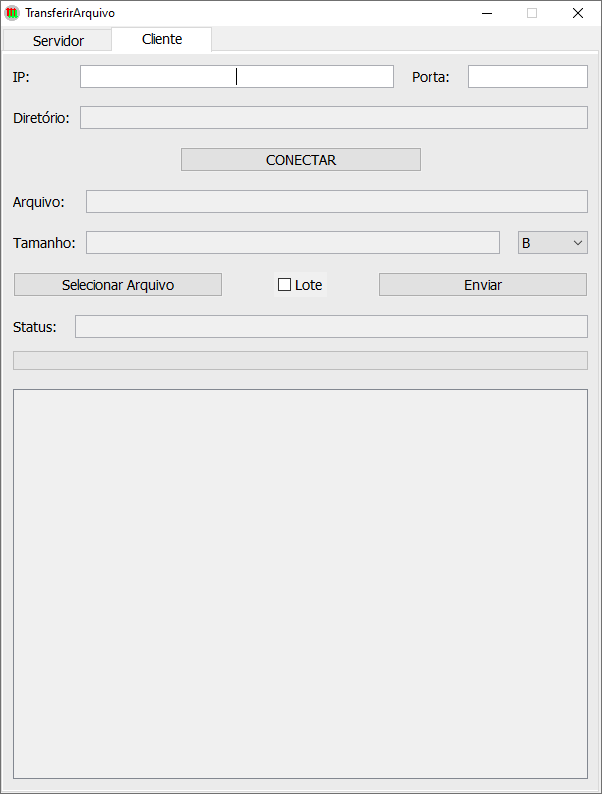 TransferirArquivo
Servidor Cliente
IP: Porta:
Diretório:
CONECTAR
Arquivo:
Tamanho: B
Selecionar Arquivo Lote Enviar
Status: